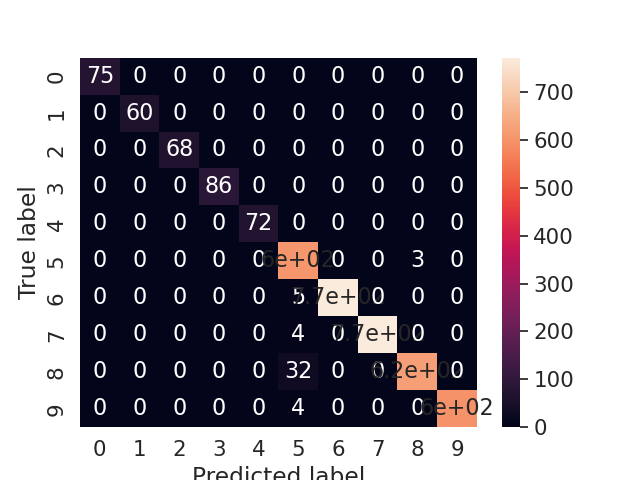 0 75 0 0 0 0 0 0 0 0 0
1 0 60 0 0 0 0 0 0 0 0
2 0 0 68 0 0 0 0 0 0 0
3 0 0 0 86 0 0 0 0 0 0
4 0 0 0 0 72 0 0 0 0 0
5 0 0 0 0 0 6e+02 0 0 3 0
6 0 0 0 0 0 5 7.7e+02 0 0 0
7 0 0 0 0 0 4 0 7.7e+02 0 0
8 0 0 0 0 0 32 0 0 6.2e+02 0
9 0 0 0 0 0 4 0 0 0 6e+02
0 1 2 3 4 5 6 7 8 9
Predicted label
True label
700
600
500
400
300
200
100
0